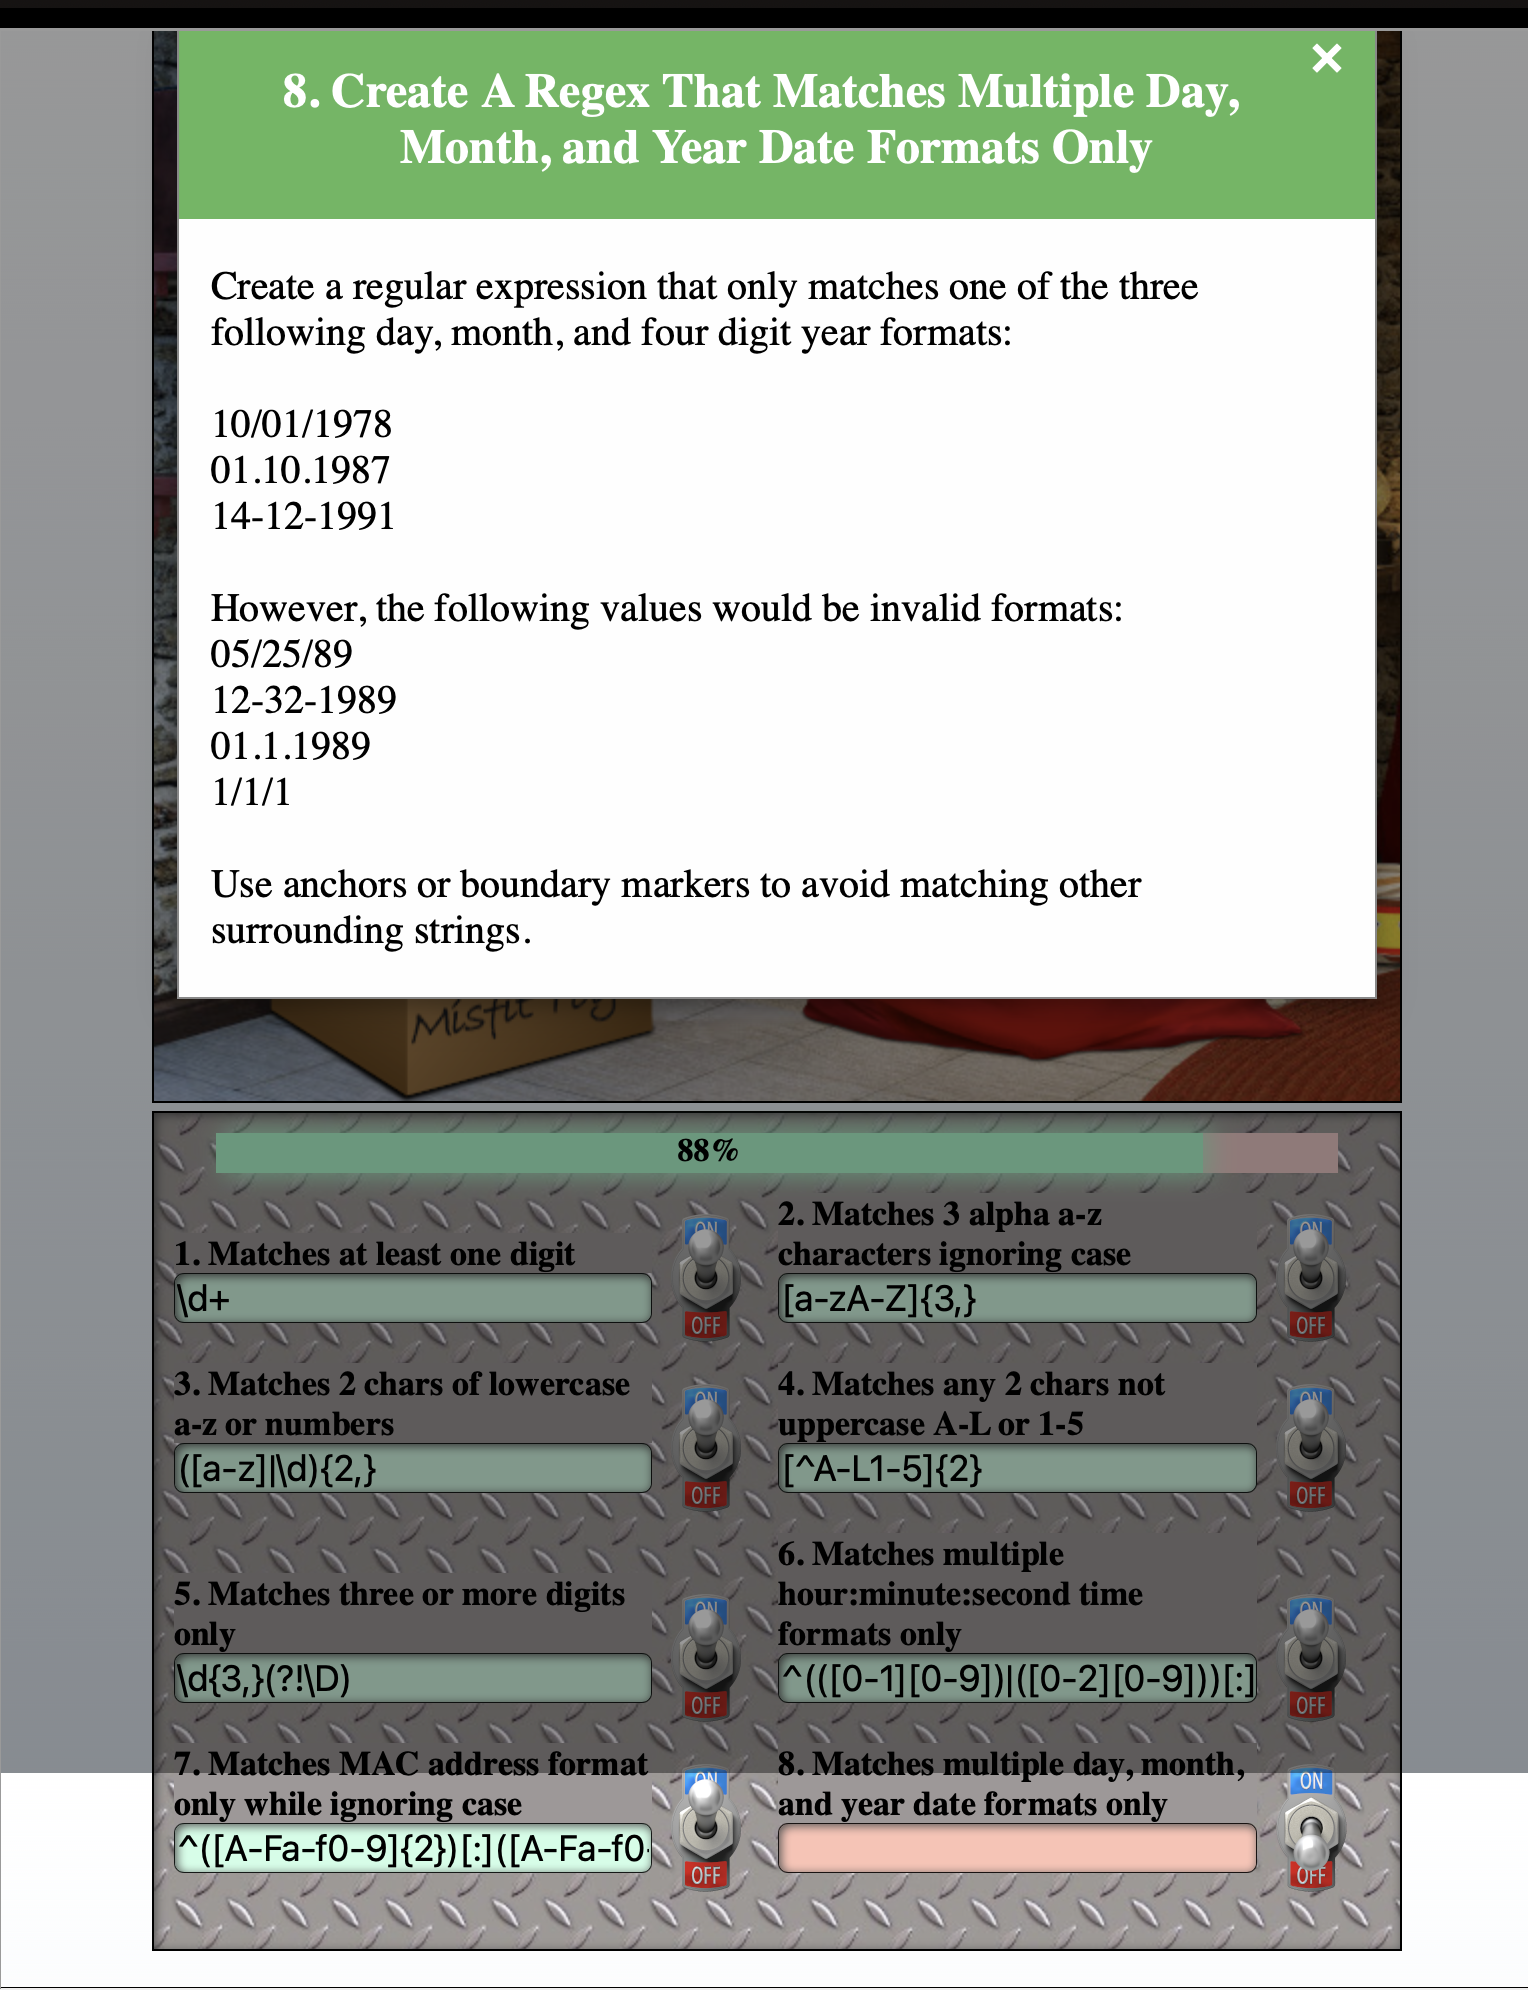 8. Create A Regex That Matches Multiple Day,
Month, and Year Date Formats Only
Create a regular expression that only matches one of the three
following day, month, and four digit year formats:
10/01/1978
01.10.1987
14-12-1991
However, the following values would be invalid formats:
05/25/89
12-32-1989
01.1.1989
1/1/1
Use anchors or boundary markers to avoid matching other
surrounding strings.
Misfit
88%
1. Matches at least one digit
\d+
ON
OFF
2. Matches 3 alpha a-z
characters ignoring case
[a-zA-Z]{3,}
ON
OFF
3. Matches 2 chars of lowercase
a-z or numbers
([a-z]|\d){2,}
ON
OFF
4. Matches any 2 chars not
uppercase A-L or 1-5
[^A-L1-5]{2}
ON
OFF
5. Matches three or more digits
only
\d{3,}(?!\D)
ON
OFF
6. Matches multiple
hour:minute:second time
formats only
^(([0-1][0-9])|([0-2][0-9]))[:]
ON
OFF
7. Matches MAC address format
only while ignoring case
^([A-Fa-f0-9]{2})[:]([A-Fa-f0-
ON
OFF
8. Matches multiple day, month,
and year date formats only
ON
OFF